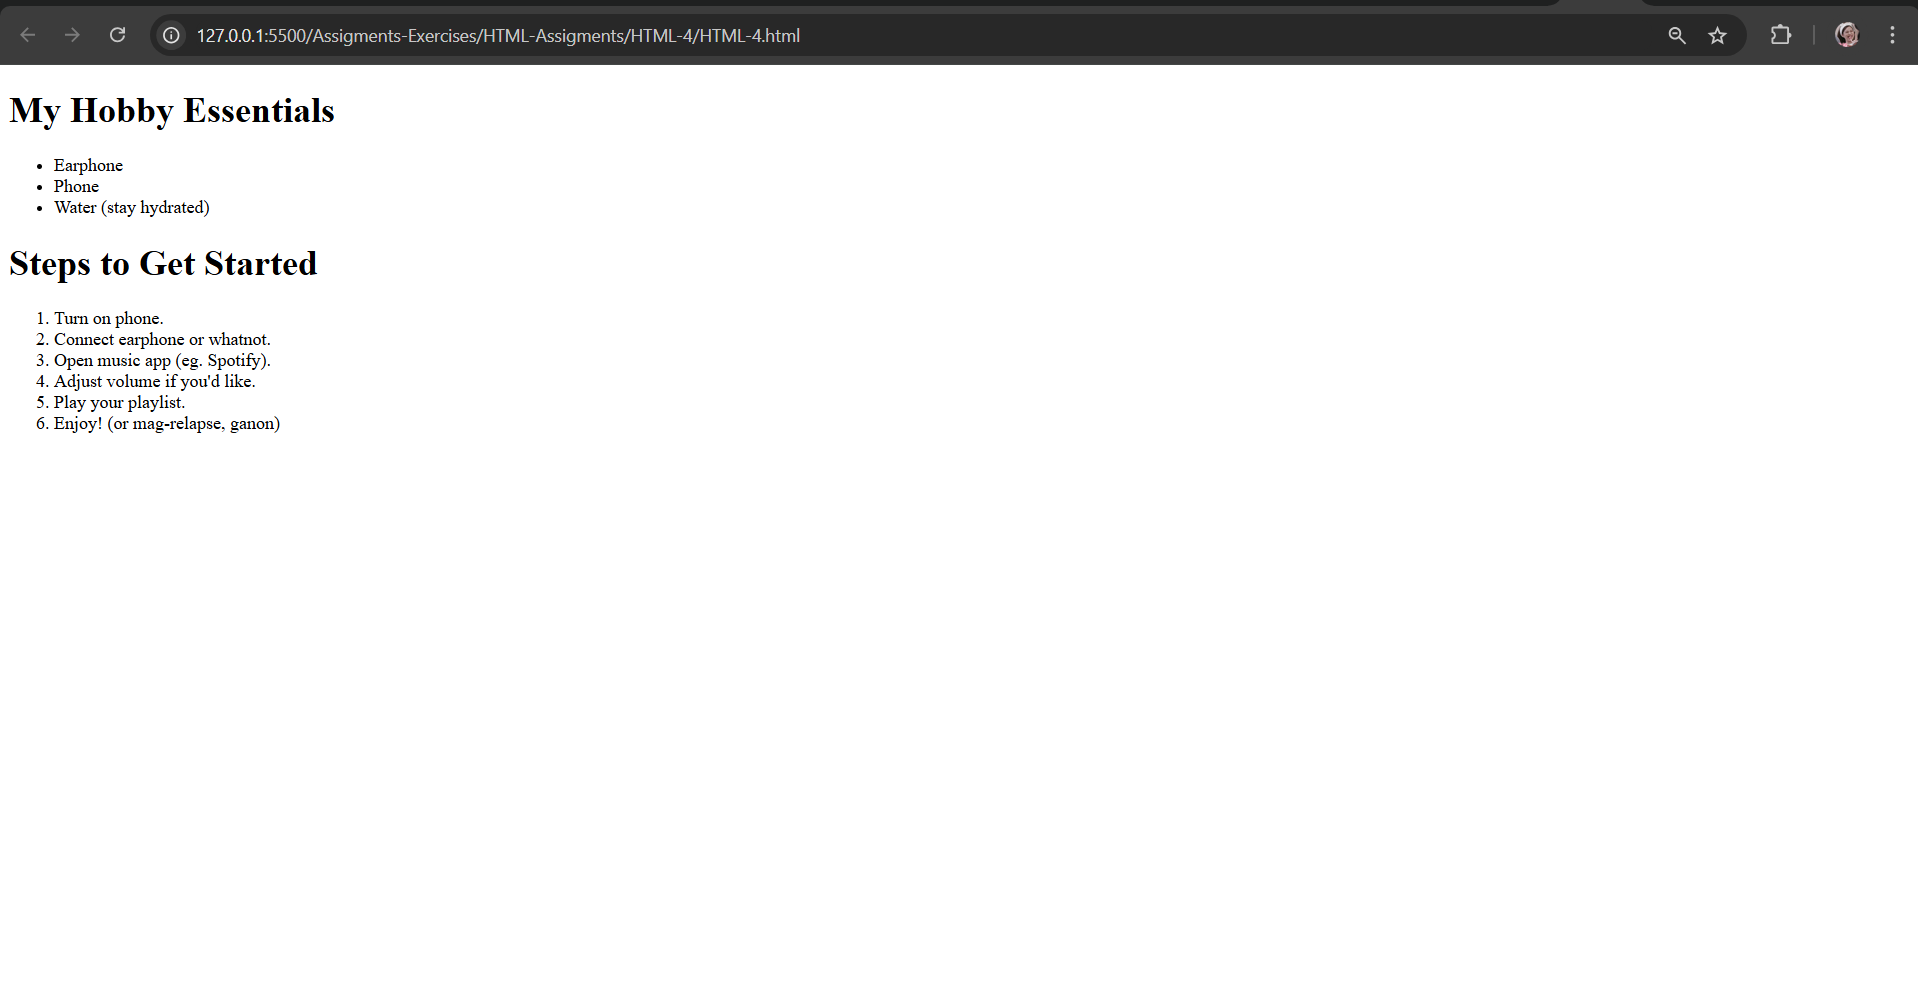 127.0.0.1:5500/Assigments-Exercises/HTML-Assigments/HTML-4/HTML-4.html
My Hobby Essentials
• Earphone
• Phone
• Water (stay hydrated)
Steps to Get Started
1. Turn on phone.
2. Connect earphone or whatnot.
3. Open music app (eg. Spotify).
4. Adjust volume if you'd like.
5. Play your playlist.
6. Enjoy! (or mag-relapse, ganon)